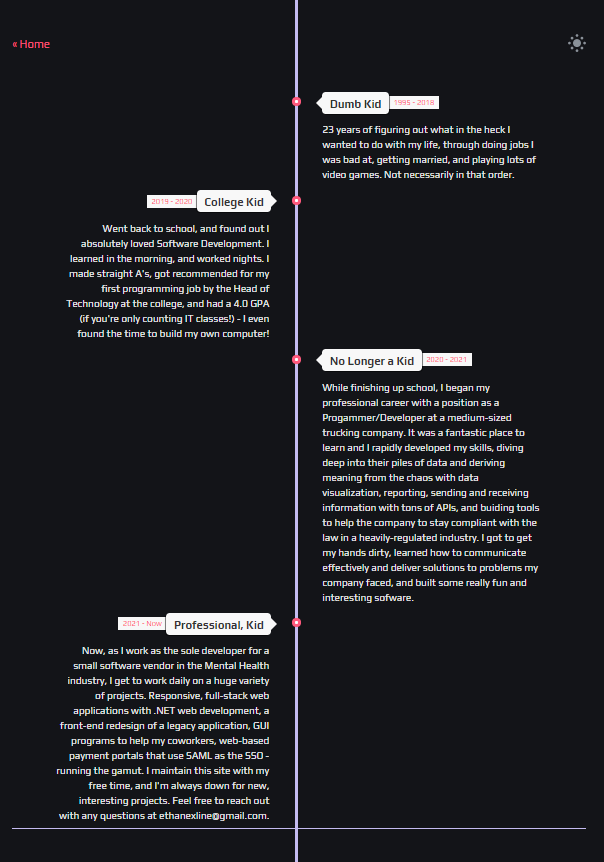 « Home
Dumb Kid 1995 - 2018
23 years of figuring out what in the heck I
wanted to do with my life, through doing jobs I
was bad at, getting married, and playing lots of
video games. Not necessarily in that order.
2019 - 2020 College Kid
Went back to school, and found out I
absolutely loved Software Development. I
learned in the morning, and worked nights. I
made straight A's, got recommended for my
first programming job by the Head of
Technology at the college, and had a 4.0 GPA
(if you're only counting IT classes!) - I even
found the time to build my own computer!
No Longer a Kid 2020 - 2021
While finishing up school, I began my
professional career with a position as a
Progammer/Developer at a medium-sized
trucking company. It was a fantastic place to
learn and I rapidly developed my skills, diving
deep into their piles of data and deriving
meaning from the chaos with data
visualization, reporting, sending and receiving
information with tons of APIs, and buiding tools
to help the company to stay compliant with the
law in a heavily-regulated industry. I got to get
my hands dirty, learned how to communicate
effectively and deliver solutions to problems my
company faced, and built some really fun and
interesting sofware.
2021 - Now Professional, Kid
Now, as I work as the sole developer for a
small software vendor in the Mental Health
industry, I get to work daily on a huge variety
of projects. Responsive, full-stack web
applications with .NET web development, a
front-end redesign of a legacy application, GUI
programs to help my coworkers, web-based
payment portals that use SAML as the SSO -
running the gamut. I maintain this site with my
free time, and I'm always down for new,
interesting projects. Feel free to reach out
with any questions at ethanexline@gmail.com.